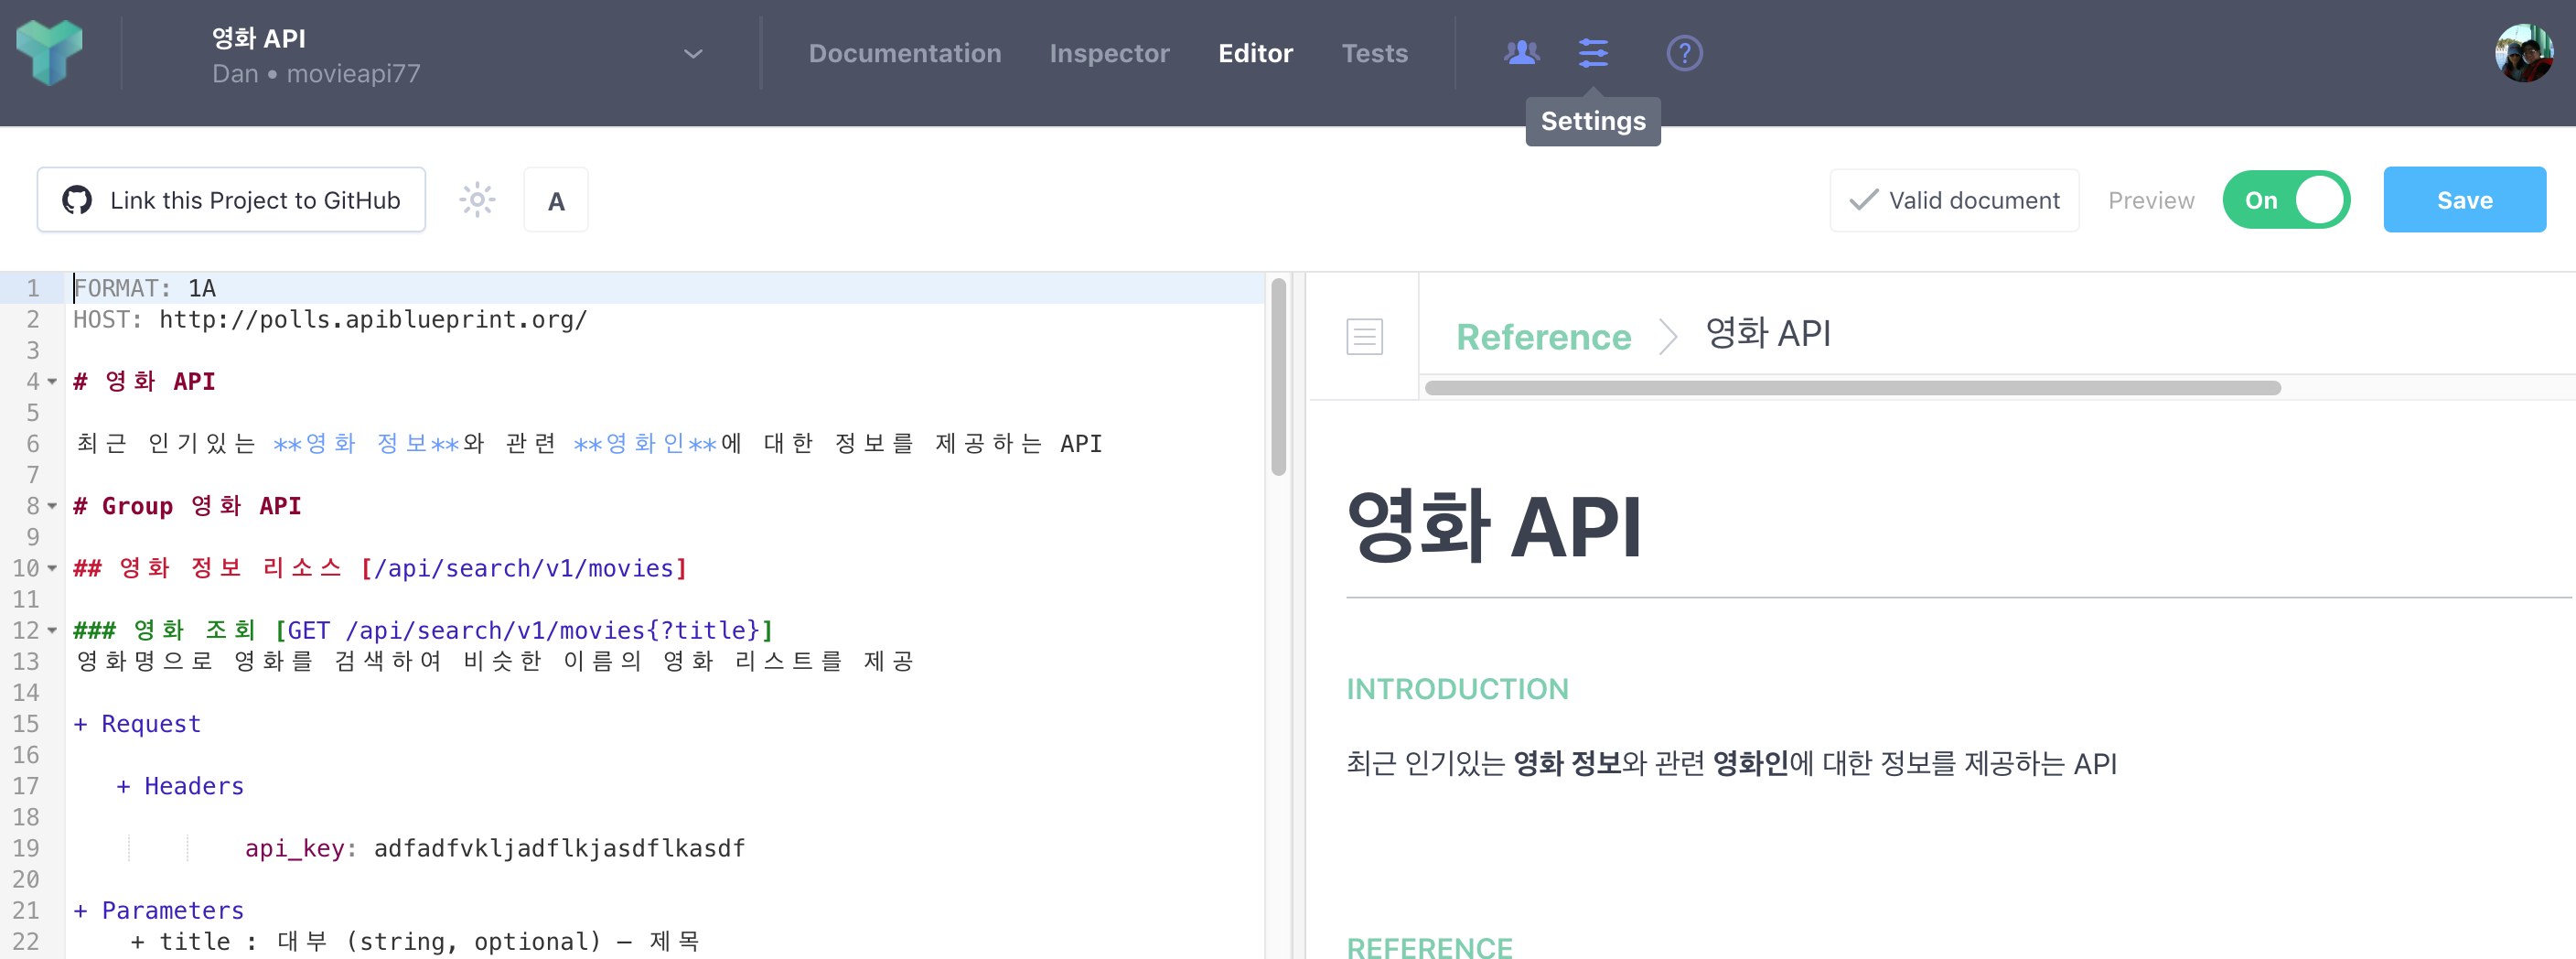 영화 API
Dan • movieapi77
Documentation
Inspector
Editor
Tests
?
Settings
Link this Project to GitHub
A
Valid document
Preview
On
Save
1 FORMAT: 1A
2 HOST: http://polls.apiblueprint.org/
3
4 # 영화 API
5
6 최근 인기있는 **영화 정보**와 관련 **영화인**에 대한 정보를 제공하는 API
7
8 # Group 영화 API
9
10 ## 영화 정보 리소스 [/api/search/v1/movies]
11
12 ### 영화 조회 [GET /api/search/v1/movies{?title}]
13 영화명으로 영화를 검색하여 비슷한 이름의 영화 리스트를 제공
14
15 + Request
16
17 + Headers
18
19 api_key: adfadfvkljadflkjasdflkasdf
20
21 + Parameters
22 + title : 대부 (string, optional) – 제목
Reference > 영화 API
영화 API
INTRODUCTION
최근 인기있는 영화 정보와 관련 영화인에 대한 정보를 제공하는 API
REFERENCE